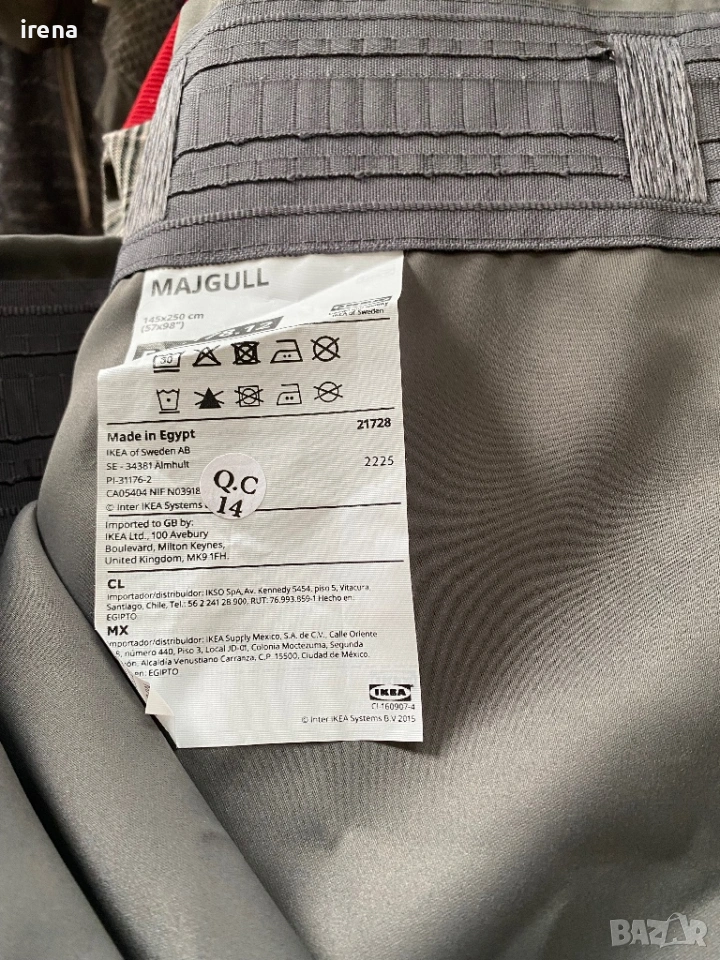 irena
MAJGULL
145x250 cm
(57x98")
of Sweden
30
Made in Egypt 21728
IKEA of Sweden AB
SE - 34381 Älmhult 2225
PI-31176-2
CA05404 NIF N03918
© Inter IKEA Systems
Q.C
14
Imported to GB by:
IKEA Ltd., 100 Avebury
Boulevard, Milton Keynes,
United Kingdom, MK9 1FH.
CL
Importador/distribuidor: IKSO SpA, Av. Kennedy 5454, piso 5, Vitacura,
Santiago, Chile, Tel.: 56 2 241 28 900, RUT: 76.993.859-1 Hecho en:
EGIPTO
MX
Importador/distribuidor: IKEA Supply Mexico, S.A. de C.V., Calle Oriente
número 440, Piso 3, Local JD-01, Colonia Moctezuma, Segunda
Alcaldía Venustiano Carranza, C.P. 15500, Ciudad de México.
en: EGIPTO
IKEA
CI-160907-4
© Inter IKEA Systems B.V 2015
BAZAR